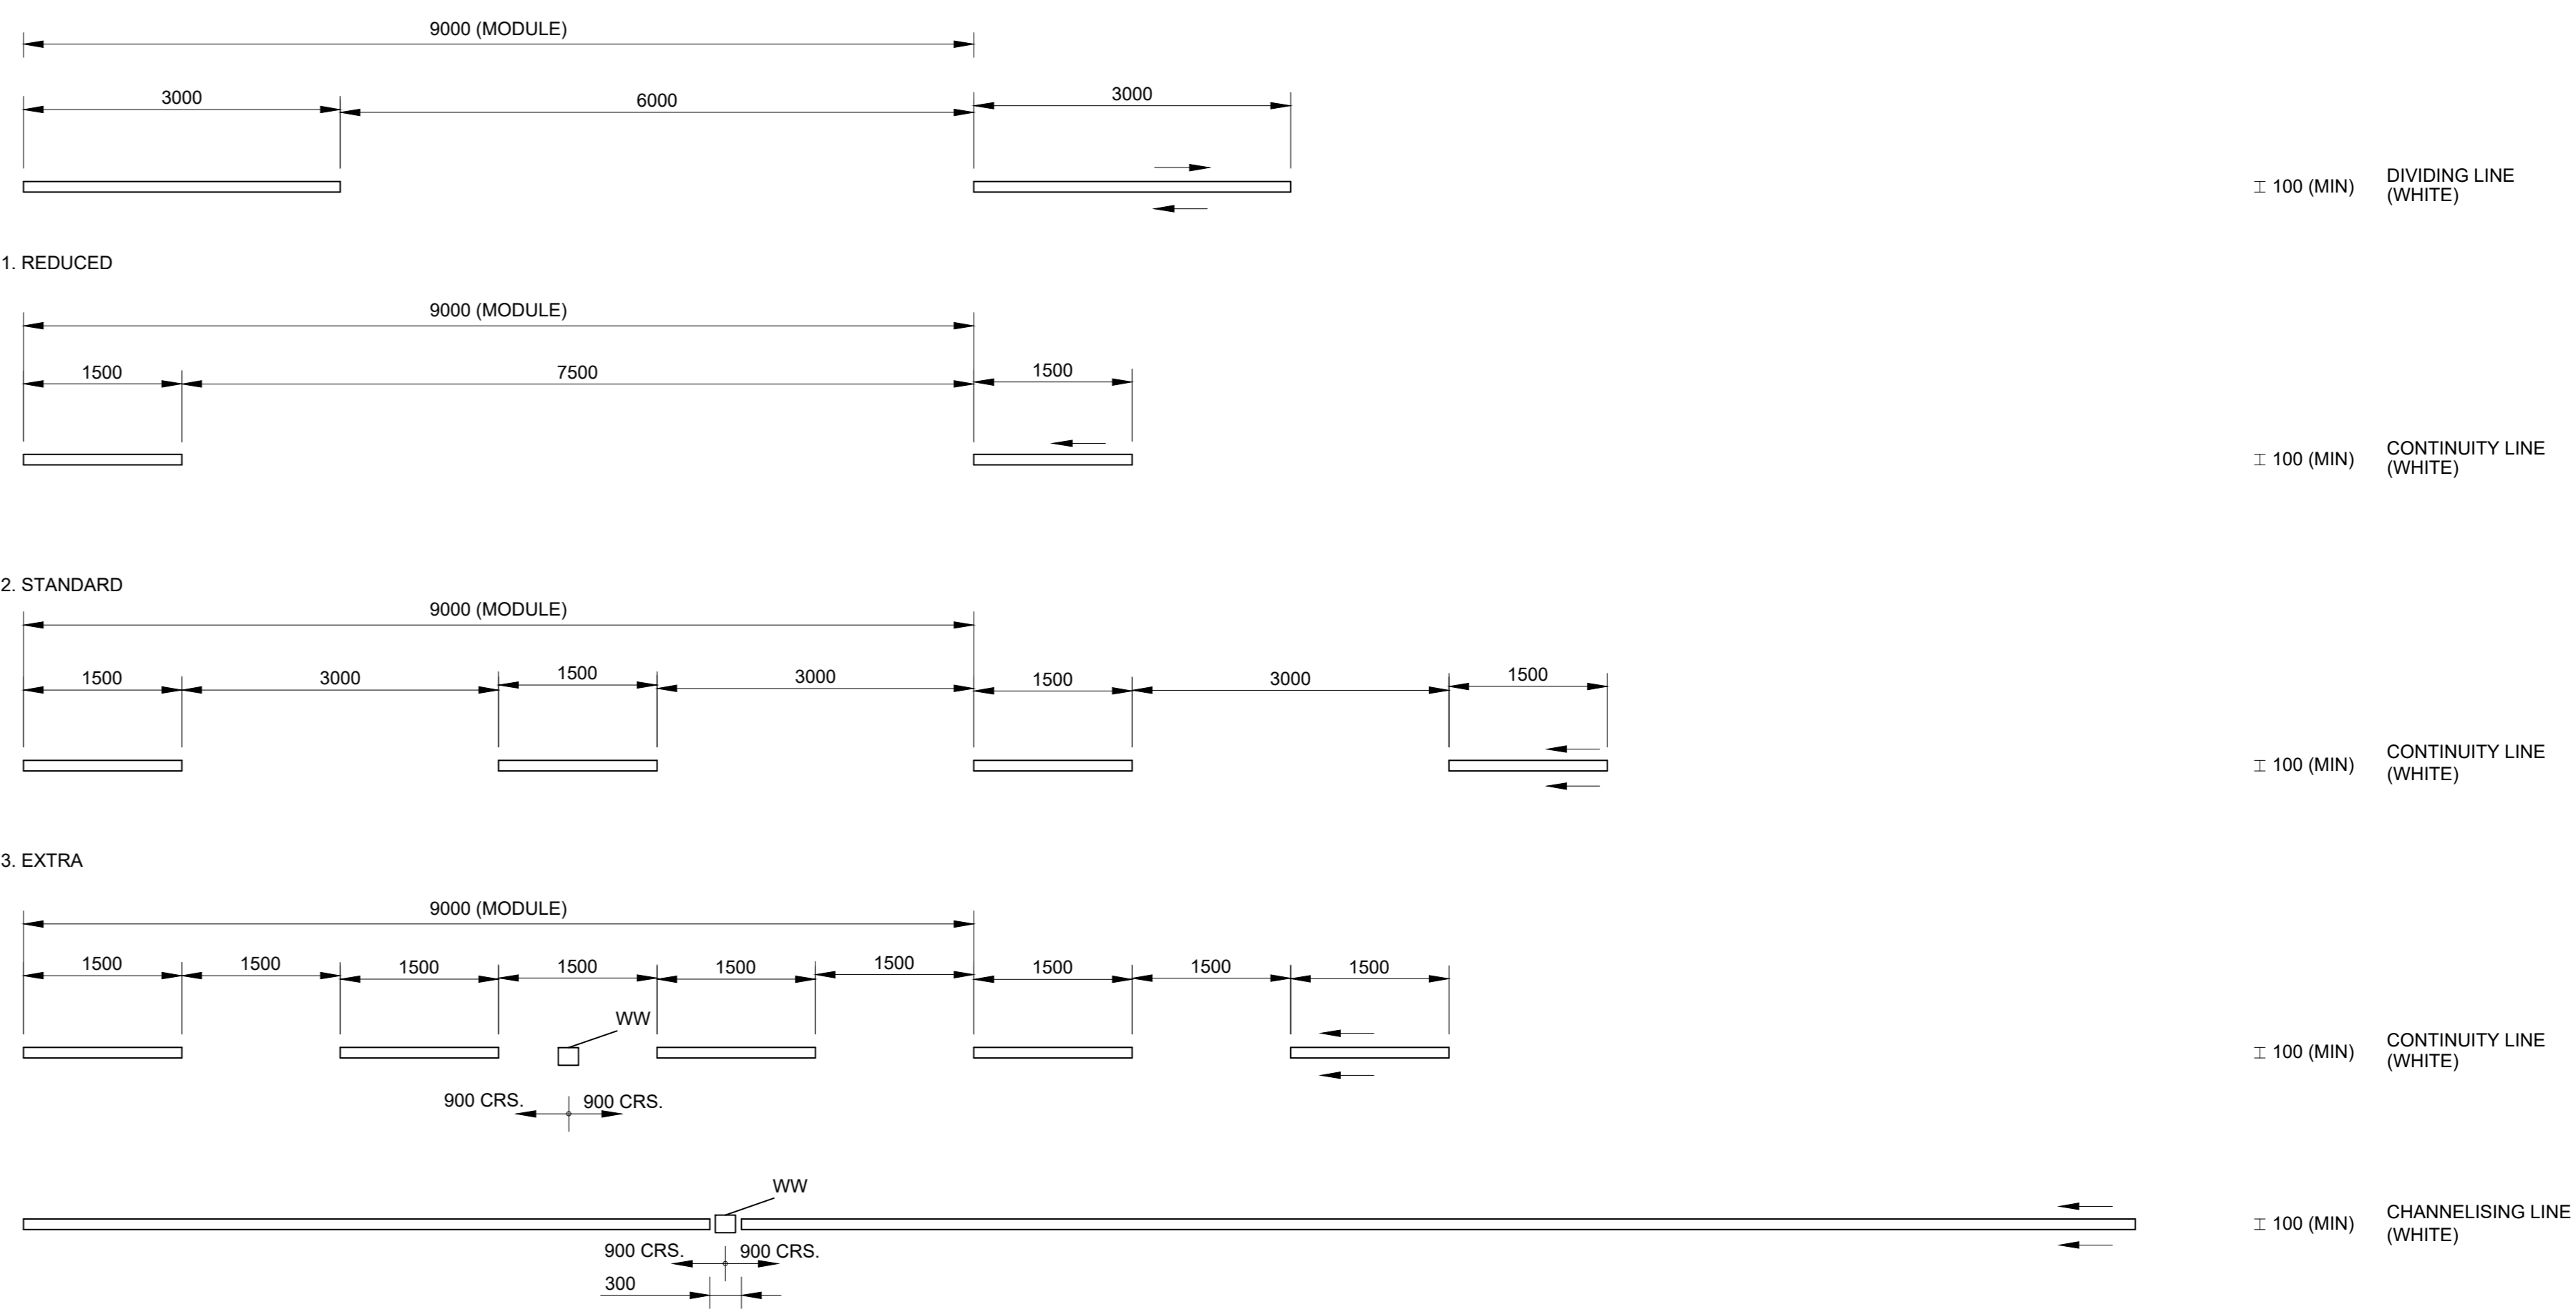 9000 (MODULE)
3000
6000
3000
100 (MIN)
DIVIDING LINE
(WHITE)
1. REDUCED
9000 (MODULE)
1500
7500
1500
100 (MIN)
CONTINUITY LINE
(WHITE)
2. STANDARD
9000 (MODULE)
1500
3000
1500
3000
1500
3000
1500
100 (MIN)
CONTINUITY LINE
(WHITE)
3. EXTRA
9000 (MODULE)
1500
1500
1500
1500
1500
1500
1500
1500
1500
WW
100 (MIN)
CONTINUITY LINE
(WHITE)
900 CRS.
900 CRS.
WW
100 (MIN)
CHANNELISING LINE
(WHITE)
900 CRS.
900 CRS.
300